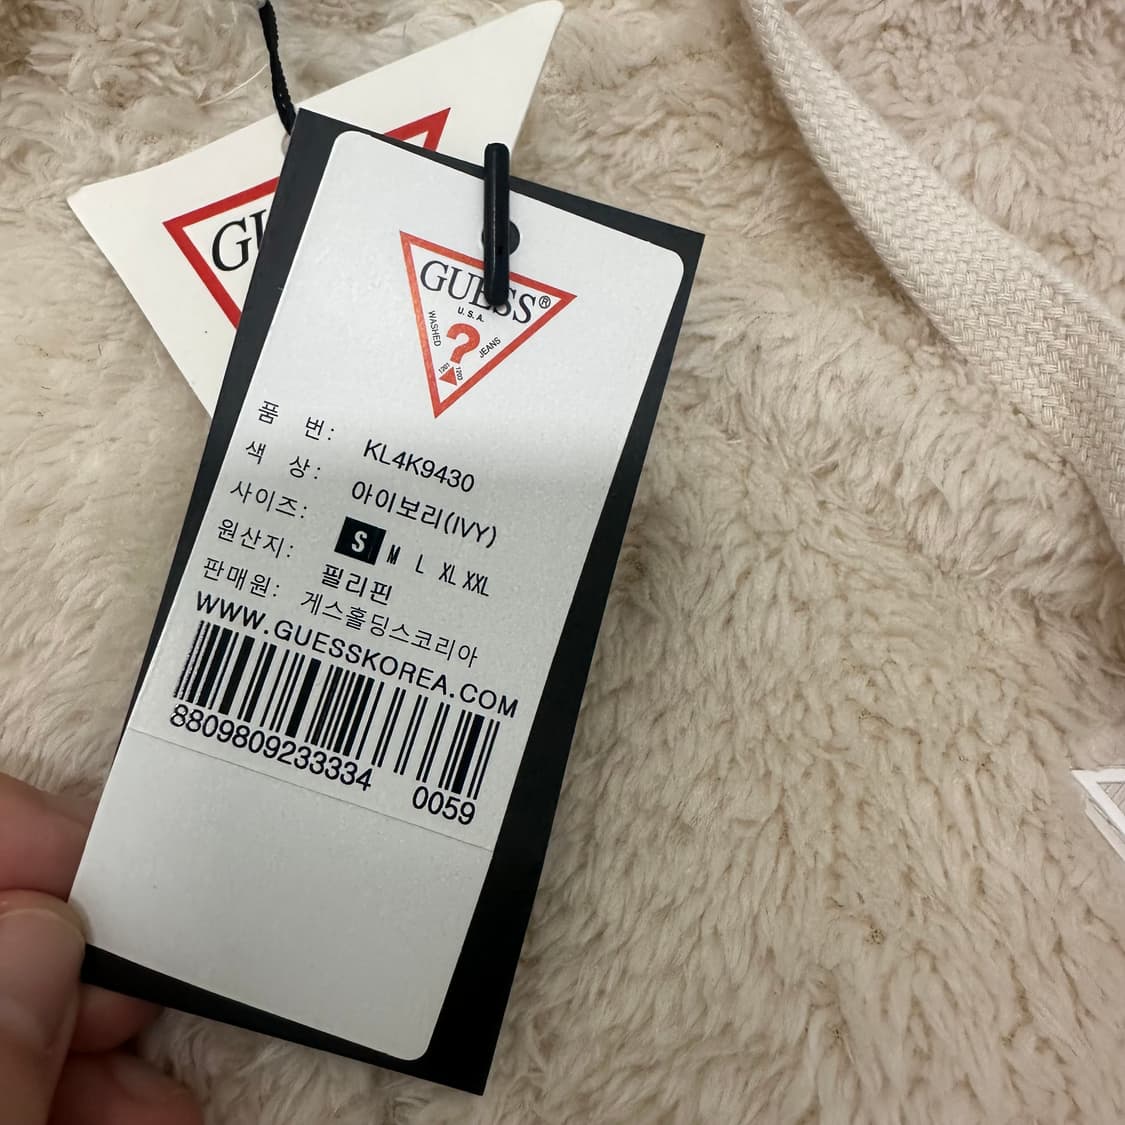 GUESS®
U.S.A.
WASHED
?
JEANS
1201 1203
품 번: KL4K9430
색 상: 아이보리(IVY)
사이즈: S M L XL XXL
원산지: 필리핀
판매원: 게스홀딩스코리아
WWW.GUESSKOREA.COM
8809809233334
0059